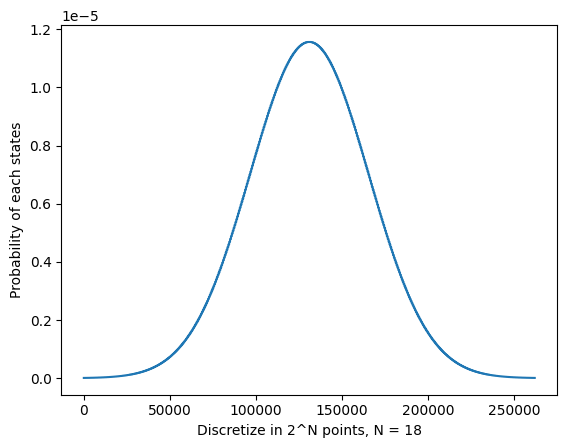 1e−5
1.2
1.0
0.8
0.6
0.4
0.2
0.0
Probability of each states
0 50000 100000 150000 200000 250000
Discretize in 2^N points, N = 18